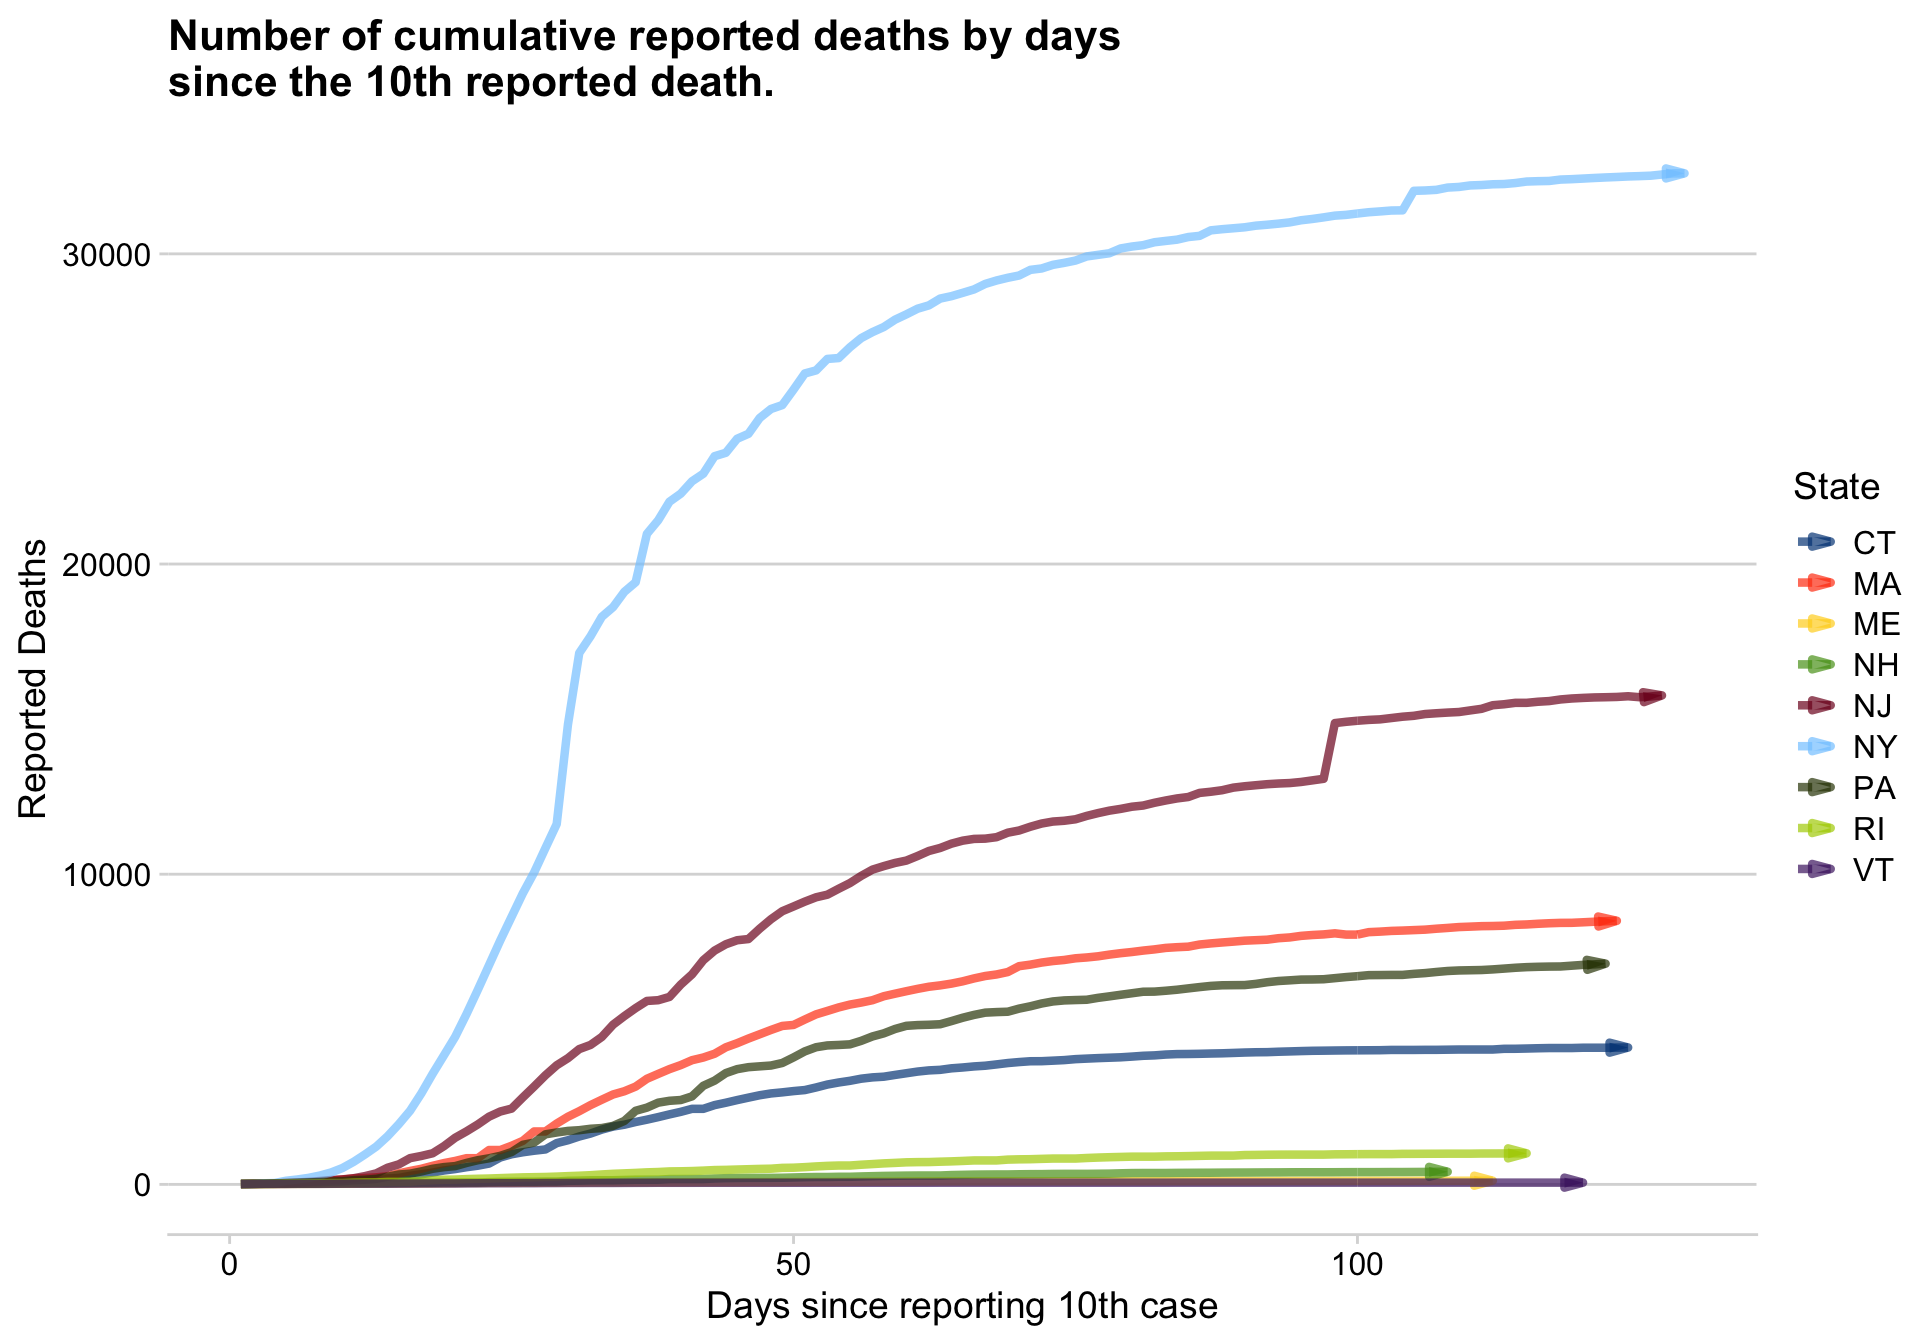 Number of cumulative reported deaths by days
since the 10th reported death.
30000
20000
10000
0
Reported Deaths
0 50 100
Days since reporting 10th case
State
CT
MA
ME
NH
NJ
NY
PA
RI
VT